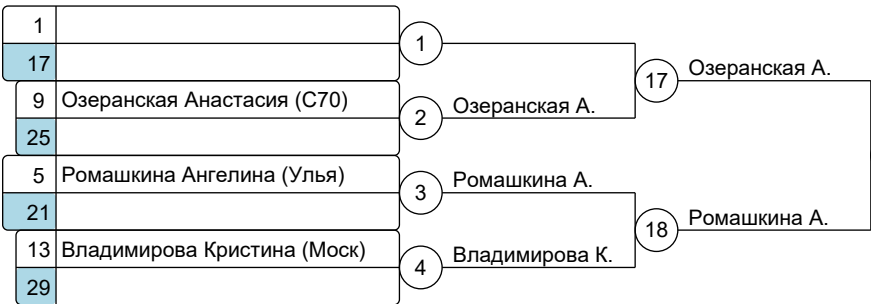 1
17
1
9 Озеранская Анастасия (С70)
25
2
Озеранская А.
17
Озеранская А.
5 Ромашкина Ангелина (Улья)
21
3
Ромашкина А.
13 Владимирова Кристина (Моск)
29
4
Владимирова К.
18
Ромашкина А.